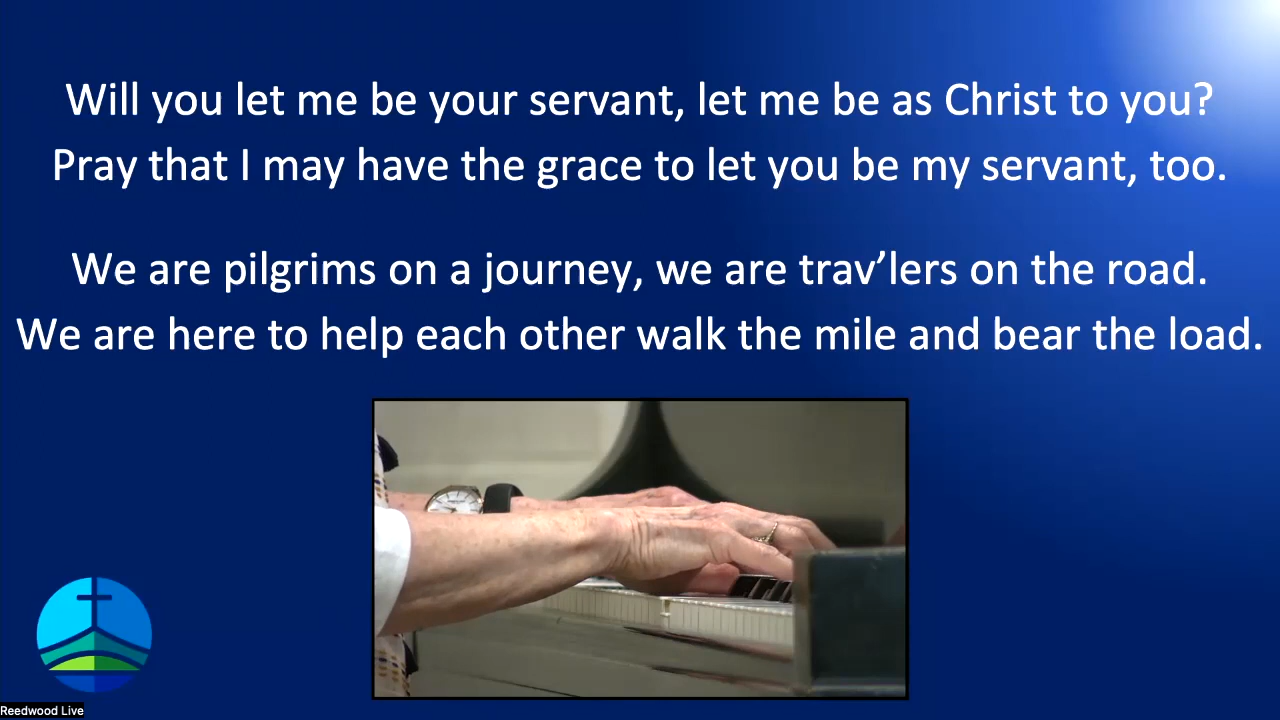 Will you let me be your servant, let me be as Christ to you?
Pray that I may have the grace to let you be my servant, too.
We are pilgrims on a journey, we are trav’lers on the road.
We are here to help each other walk the mile and bear the load.
Reedwood Live